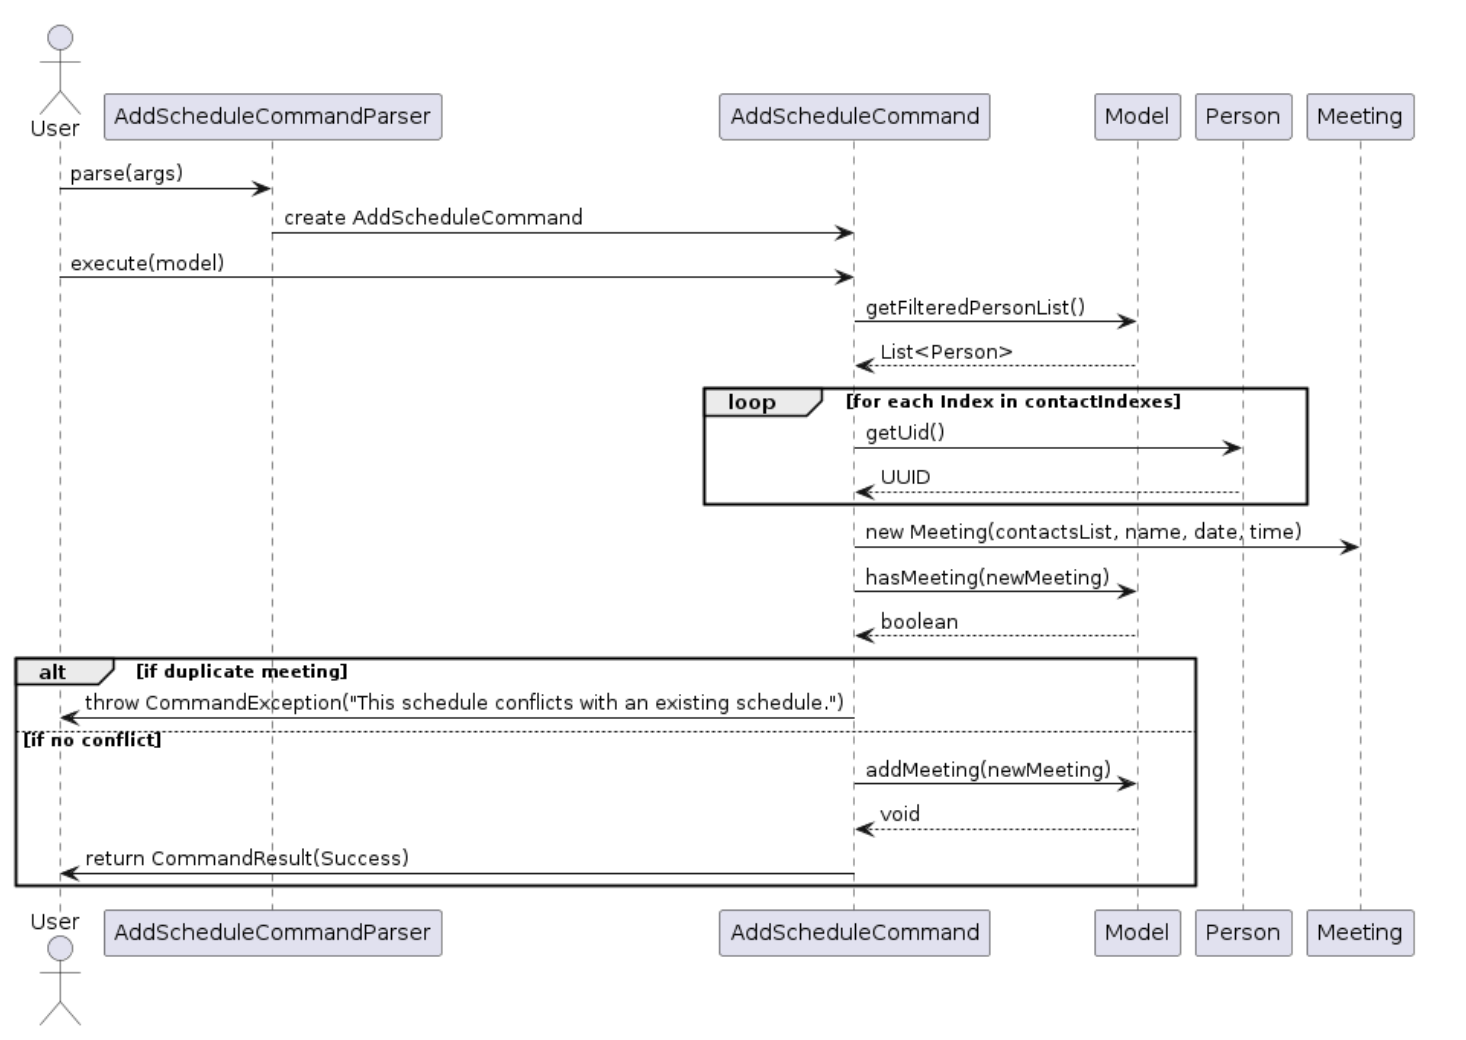 User
AddScheduleCommandParser
AddScheduleCommand
Model
Person
Meeting
parse(args)
create AddScheduleCommand
execute(model)
getFilteredPersonList()
List<Person>
loop
[for each Index in contactIndexes]
getUid()
UUID
new Meeting(contactsList, name, date, time)
hasMeeting(newMeeting)
boolean
alt
[if duplicate meeting]
throw CommandException("This schedule conflicts with an existing schedule.")
[if no conflict]
addMeeting(newMeeting)
void
return CommandResult(Success)
User
AddScheduleCommandParser
AddScheduleCommand
Model
Person
Meeting